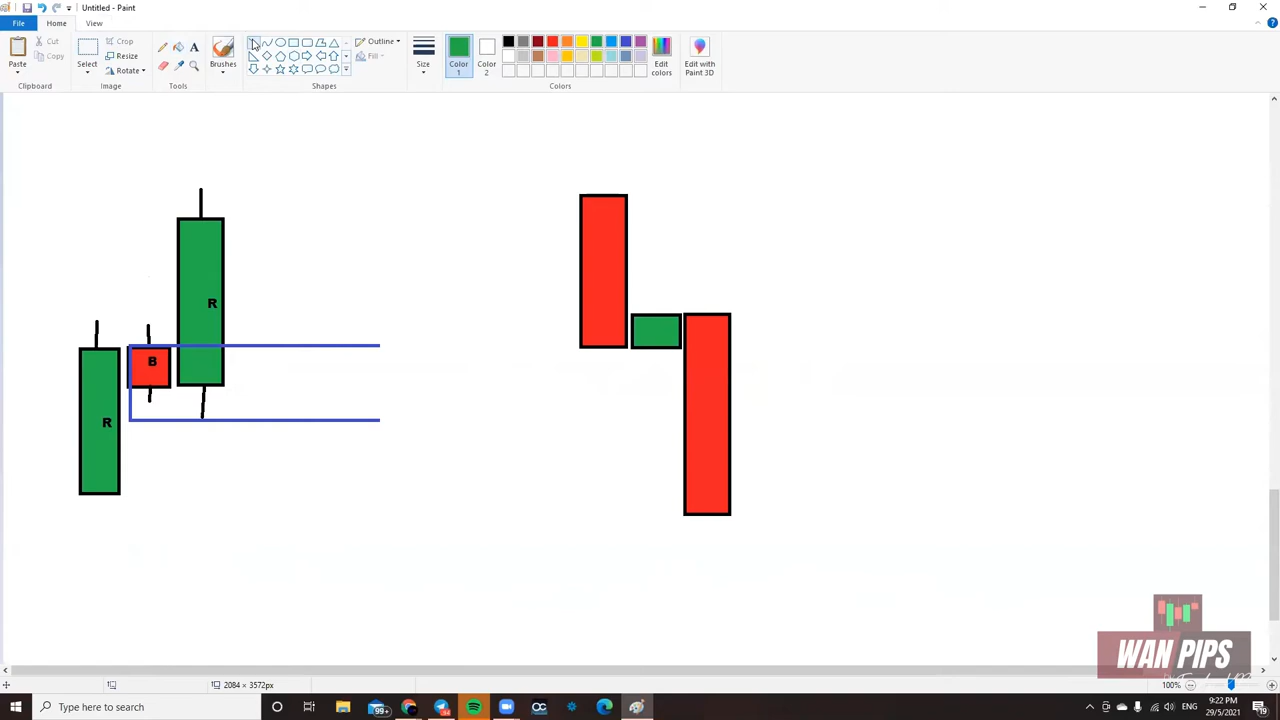 Untitled - Paint
File
Home
View
Paste
Cut
Copy
Clipboard
Select
Crop
Resize
Rotate
Image
A
Tools
Brushes
Shapes
Outline
Fill
Size
Color
1
Color
2
Edit
colors
Colors
Edit with
Paint 3D
R
B
R
WAN PIPS
2084 × 3572px
100%
Type here to search
99+
ENG
9:22 PM
29/5/2021
19